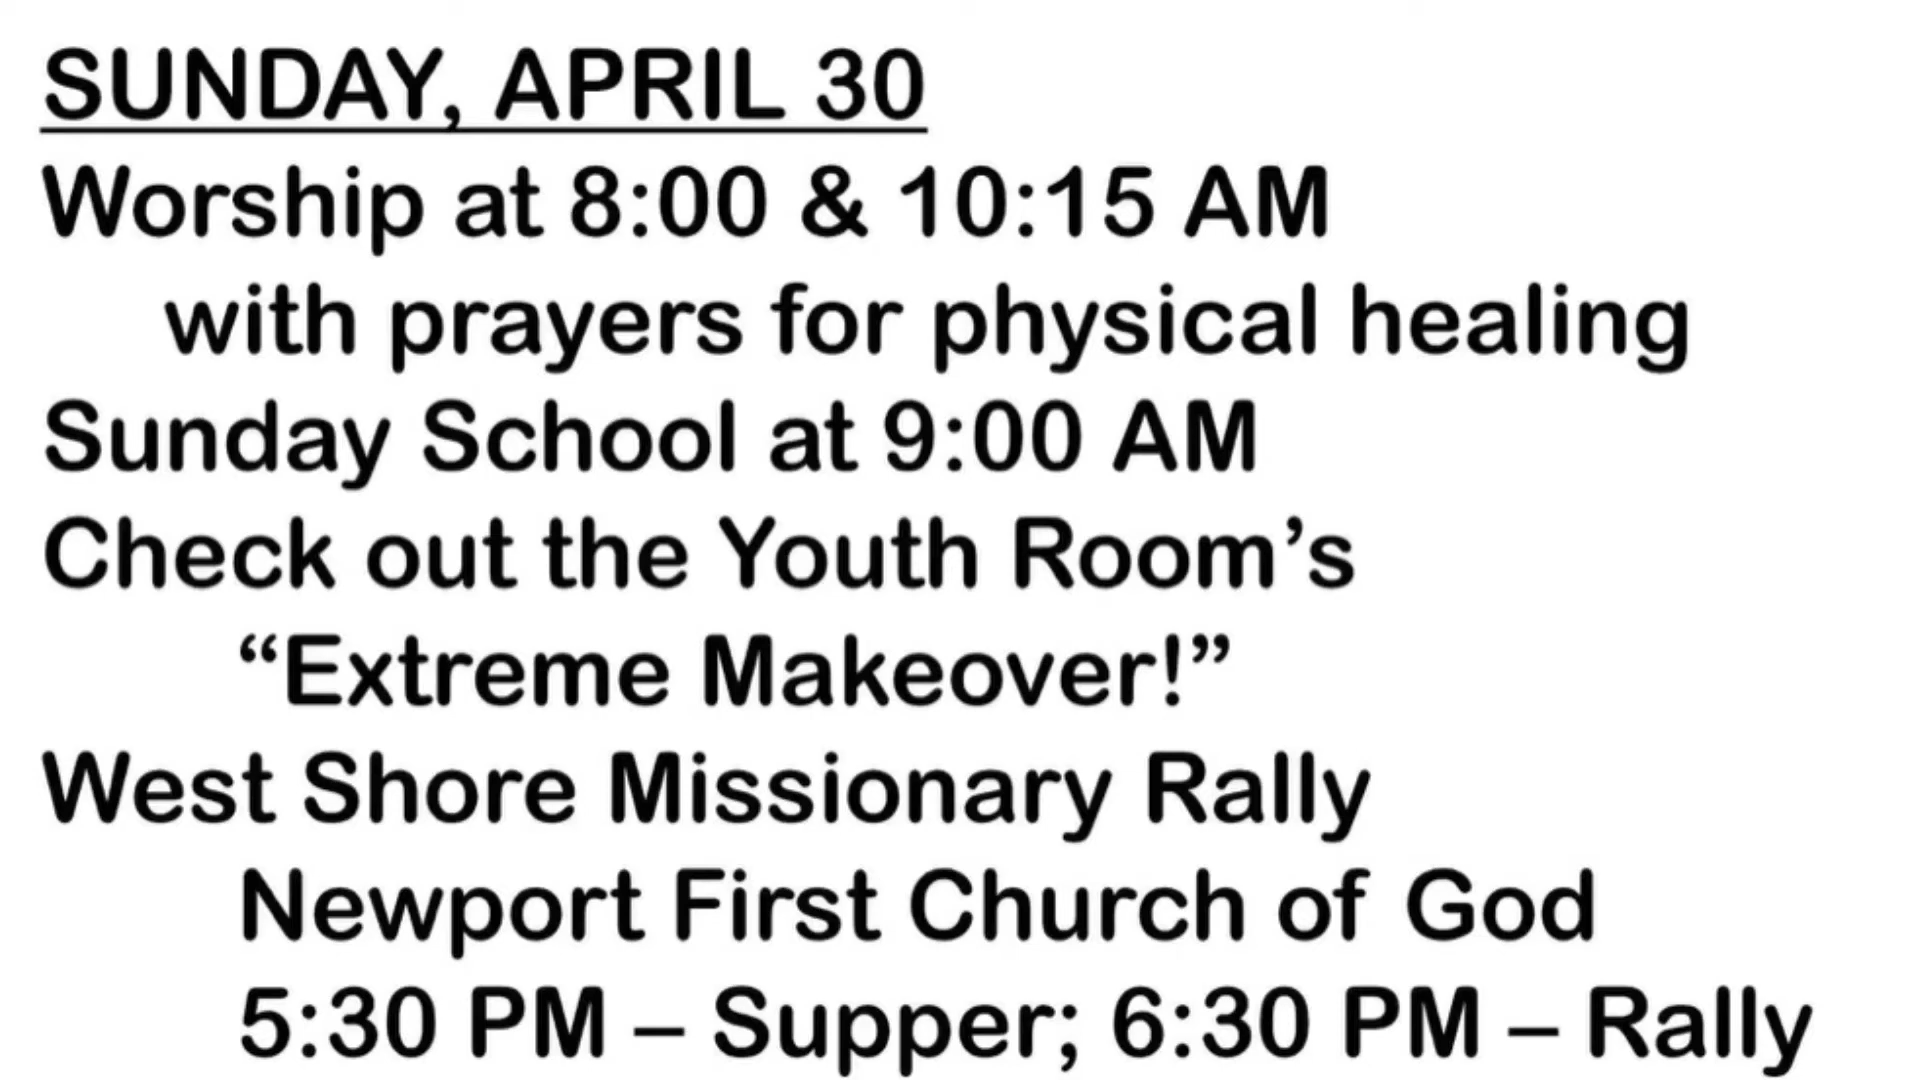 SUNDAY, APRIL 30
Worship at 8:00 & 10:15 AM
with prayers for physical healing
Sunday School at 9:00 AM
Check out the Youth Room’s
“Extreme Makeover!”
West Shore Missionary Rally
Newport First Church of God
5:30 PM – Supper; 6:30 PM – Rally